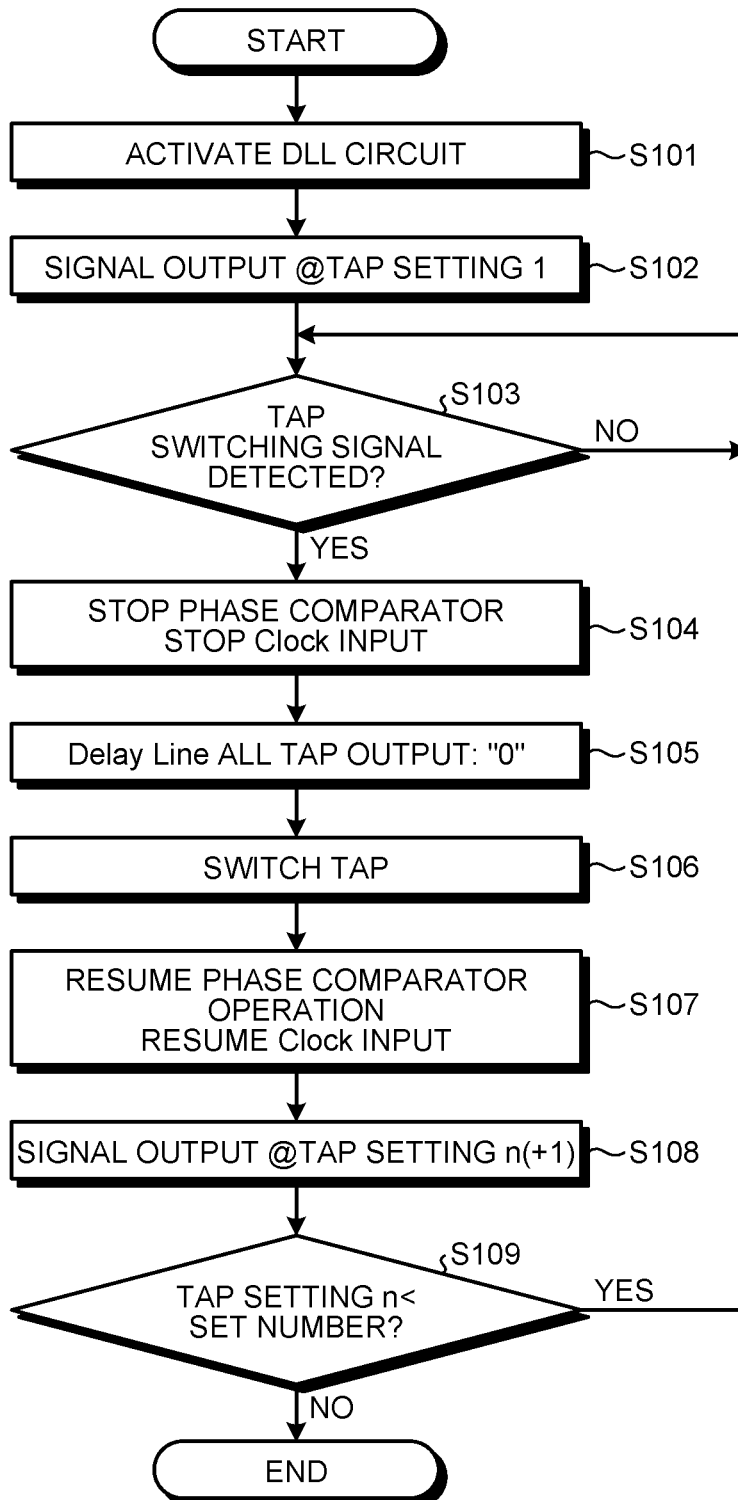 START
ACTIVATE DLL CIRCUIT
S101
SIGNAL OUTPUT @TAP SETTING 1
S102
S103
TAP
SWITCHING SIGNAL
DETECTED?
NO
YES
STOP PHASE COMPARATOR
STOP Clock INPUT
S104
Delay Line ALL TAP OUTPUT: "0"
S105
SWITCH TAP
S106
RESUME PHASE COMPARATOR
OPERATION
RESUME Clock INPUT
S107
SIGNAL OUTPUT @TAP SETTING n(+1)
S108
S109
TAP SETTING n<
SET NUMBER?
YES
NO
END